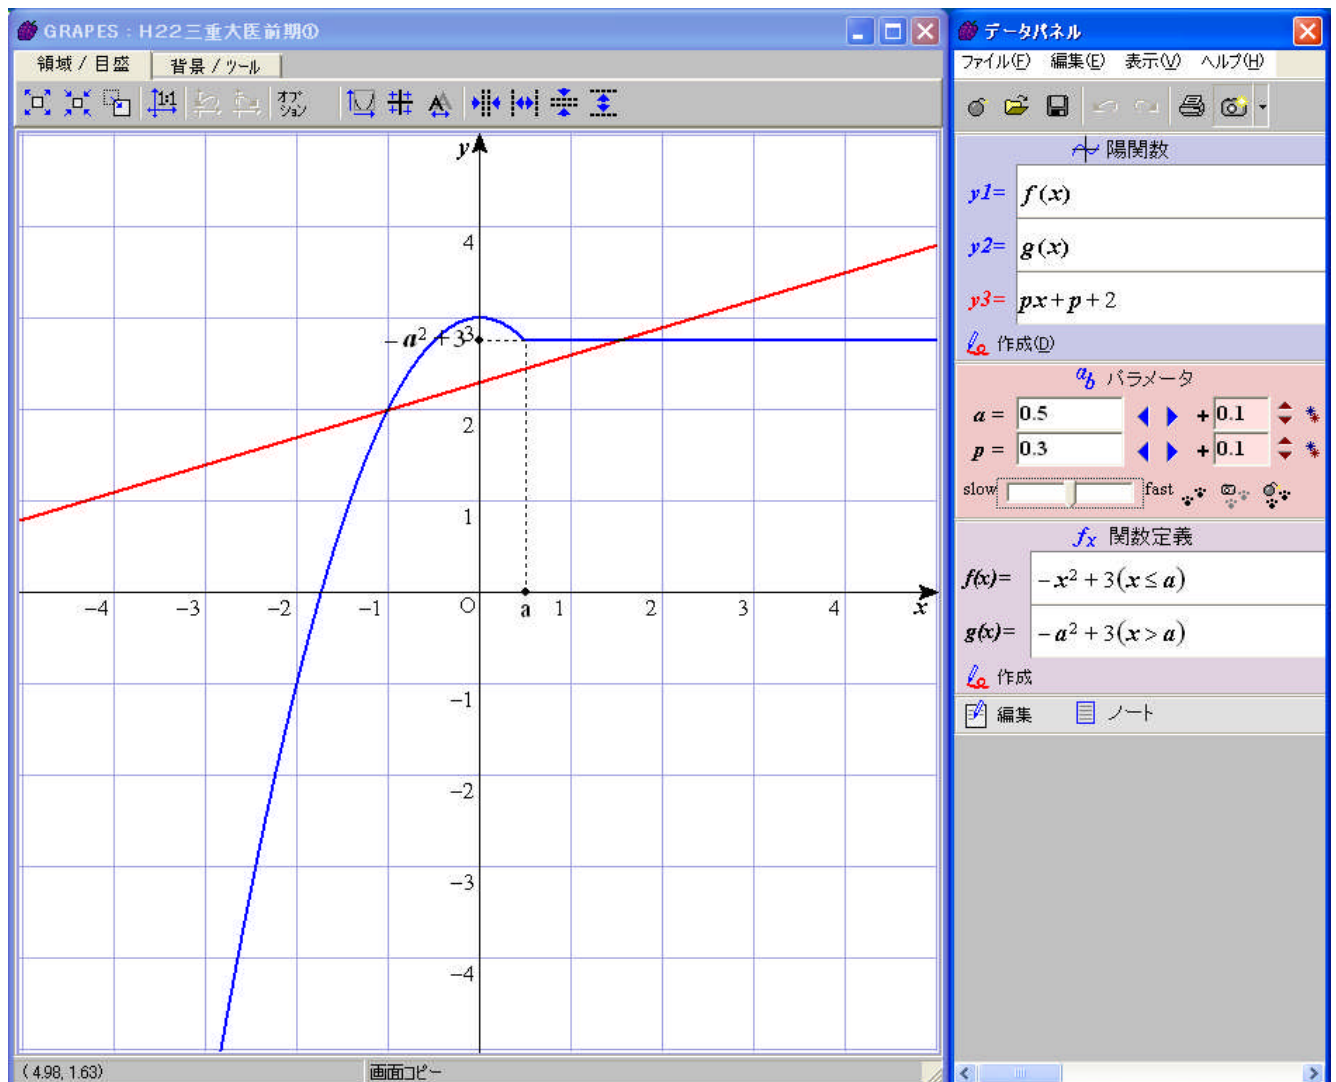 GRAPES : H22三重大医前期①
領域 / 目盛 背景 / ツール
1:1 オプション
y
4
-a² + 3 3
2
1
-4 -3 -2 -1 O a 1 2 3 4 x
-1
-2
-3
-4
(4.98, 1.63) 画面コピー
データパネル
ファイル(F) 編集(E) 表示(V) ヘルプ(H)
陽関数
y1= f(x)
y2= g(x)
y3= px+p+2
作成(D)
ab パラメータ
a = 0.5 +0.1
p = 0.3 +0.1
slow fast
fx 関数定義
f(x)= -x²+3(x≤a)
g(x)= -a²+3(x>a)
作成
編集 ノート